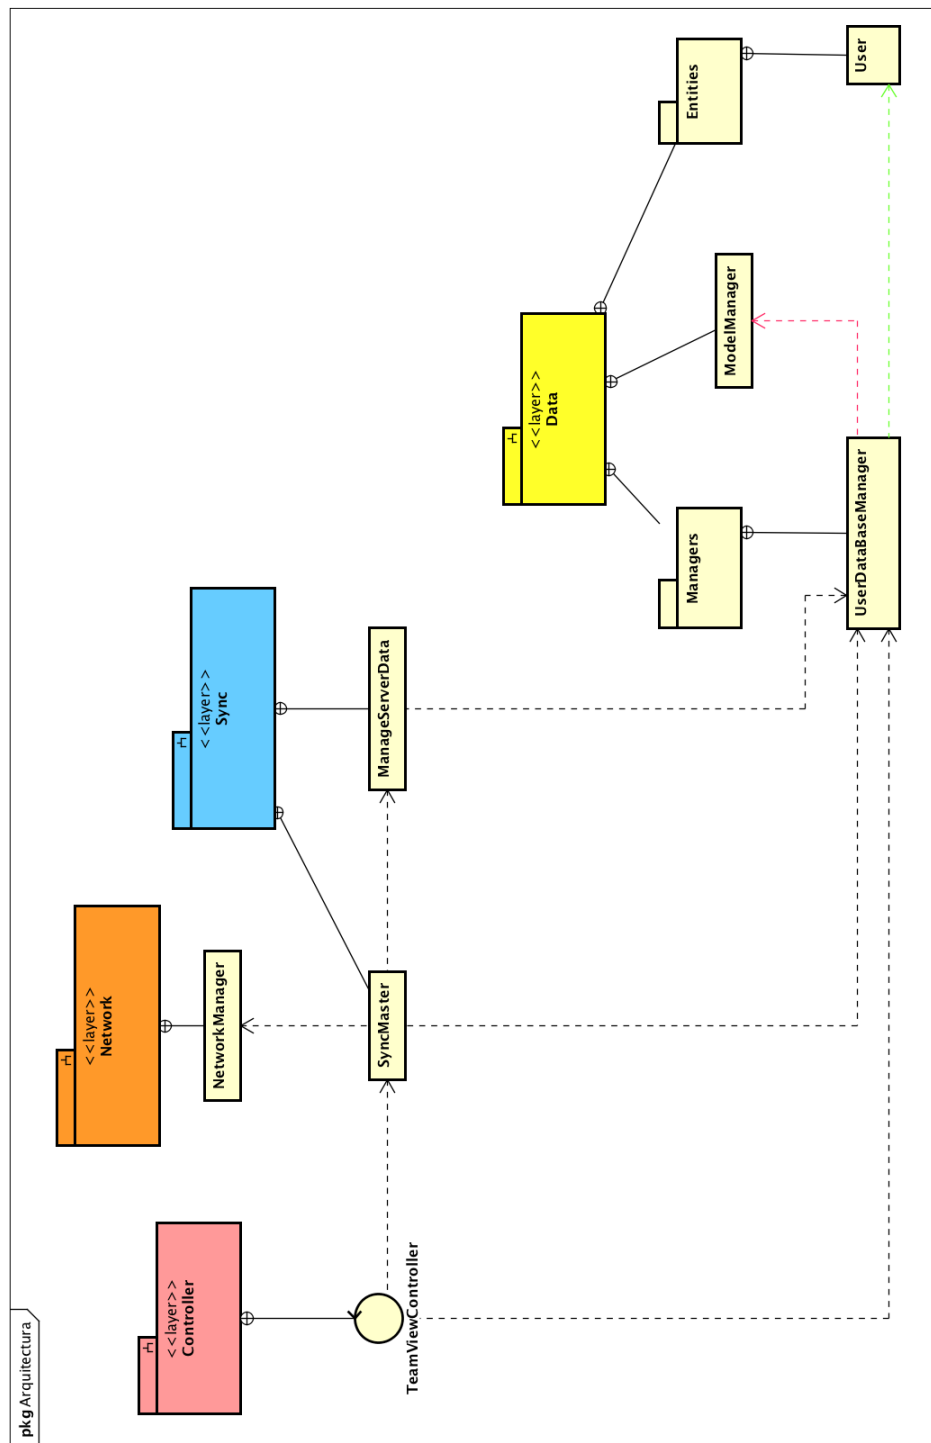 pkg Arquitectura
<<layer>>
Controller
TeamViewController
<<layer>>
Network
NetworkManager
SyncMaster
<<layer>>
Sync
ManageServerData
<<layer>>
Data
Managers
UserDataBaseManager
ModelManager
Entities
User